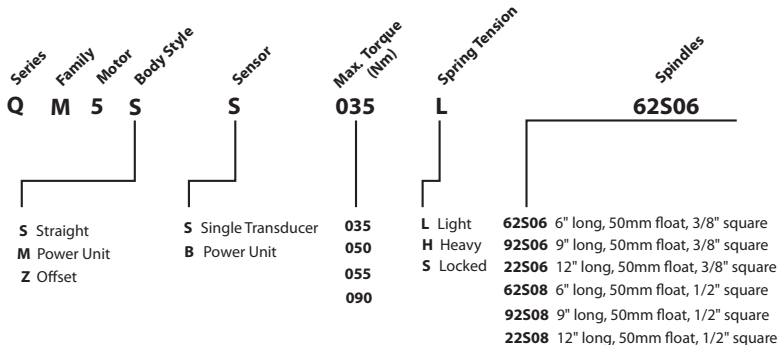 Series Family Motor Body Style Sensor Max. Torque (Nm) Spring Tension Spindles
Q M 5 S S 035 L 62S06
S Straight
M Power Unit
Z Offset
S Single Transducer
B Power Unit
035
050
055
090
L Light
H Heavy
S Locked
62S06 6" long, 50mm float, 3/8" square
92S06 9" long, 50mm float, 3/8" square
22S06 12" long, 50mm float, 3/8" square
62S08 6" long, 50mm float, 1/2" square
92S08 9" long, 50mm float, 1/2" square
22S08 12" long, 50mm float, 1/2" square